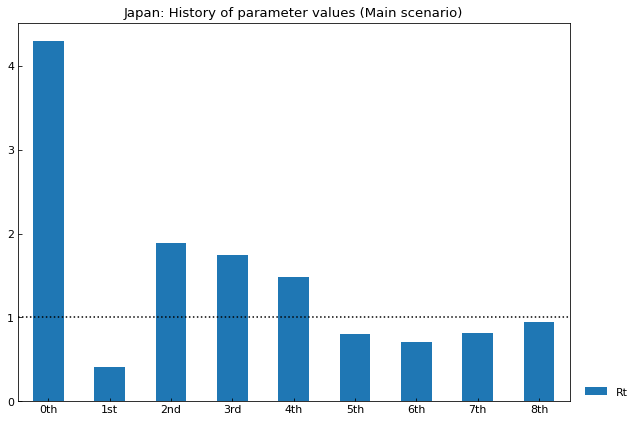 Japan: History of parameter values (Main scenario)
4
3
2
1
0
0th 1st 2nd 3rd 4th 5th 6th 7th 8th
Rt